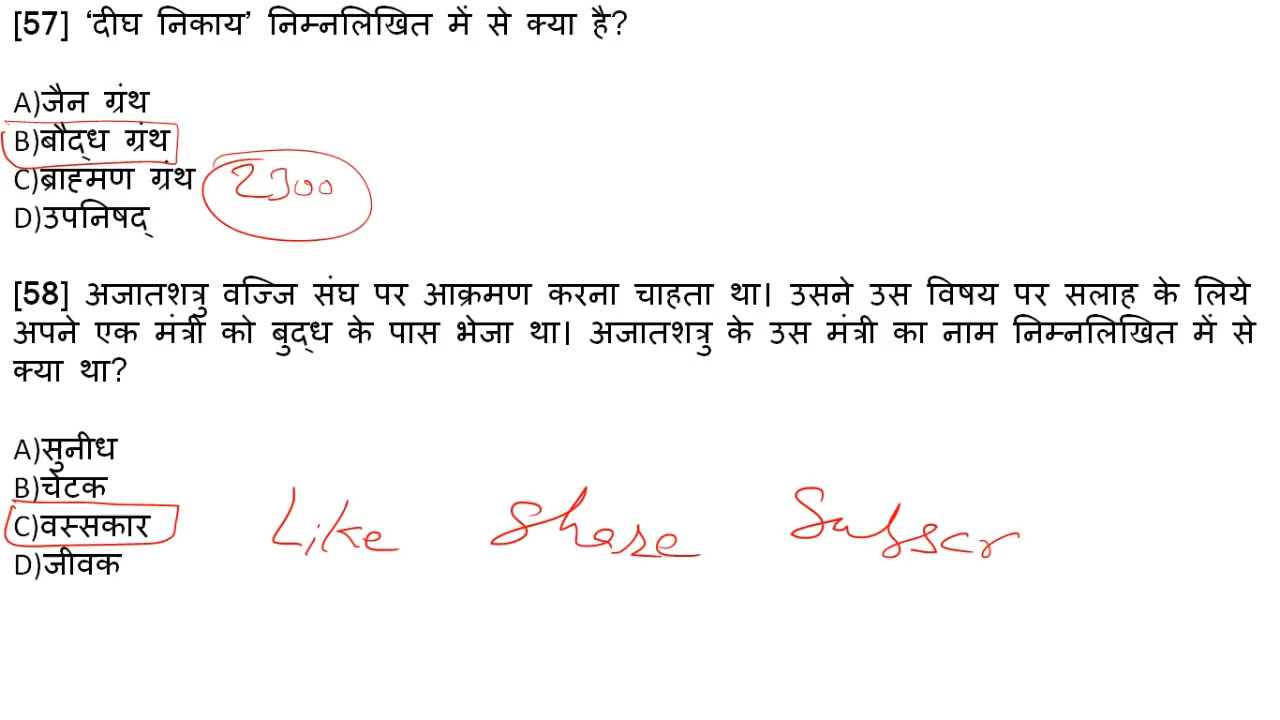 [57] ‘दीघ निकाय’ निम्नलिखित में से क्या है?
A)जैन ग्रंथ
B)बौद्ध ग्रंथ
C)ब्राह्मण ग्रंथ
2300
D)उपनिषद्
[58] अजातशत्रु वज्जि संघ पर आक्रमण करना चाहता था। उसने उस विषय पर सलाह के लिये
अपने एक मंत्री को बुद्ध के पास भेजा था। अजातशत्रु के उस मंत्री का नाम निम्नलिखित में से
क्या था?
A)सुनीध
B)चेटक
C)वस्सकार
Like Share Subscr
D)जीवक